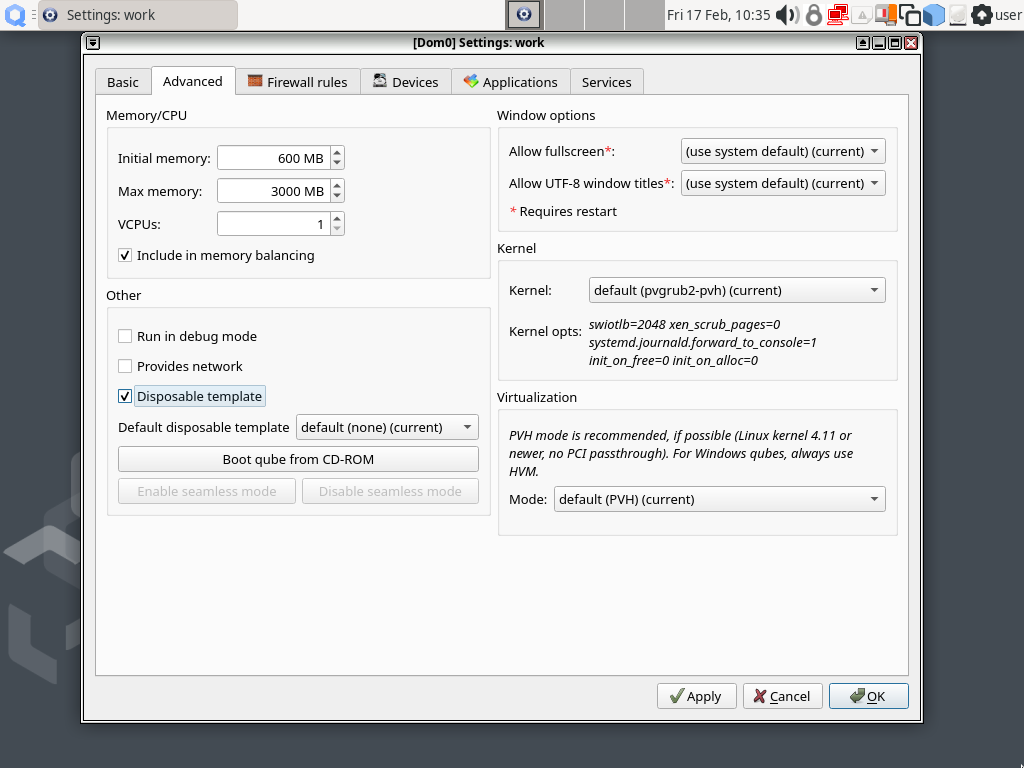 Settings: work
Fri 17 Feb, 10:35
user
[Dom0] Settings: work
Basic
Advanced
Firewall rules
Devices
Applications
Services
Memory/CPU
Initial memory:
600 MB
Max memory:
3000 MB
VCPUs:
1
Include in memory balancing
Other
Run in debug mode
Provides network
Disposable template
Default disposable template
default (none) (current)
Boot qube from CD-ROM
Enable seamless mode
Disable seamless mode
Window options
Allow fullscreen*:
(use system default) (current)
Allow UTF-8 window titles*:
(use system default) (current)
* Requires restart
Kernel
Kernel:
default (pvgrub2-pvh) (current)
Kernel opts:
swiotlb=2048 xen_scrub_pages=0
systemd.journald.forward_to_console=1
init_on_free=0 init_on_alloc=0
Virtualization
PVH mode is recommended, if possible (Linux kernel 4.11 or
newer, no PCI passthrough). For Windows qubes, always use
HVM.
Mode:
default (PVH) (current)
Apply
Cancel
OK